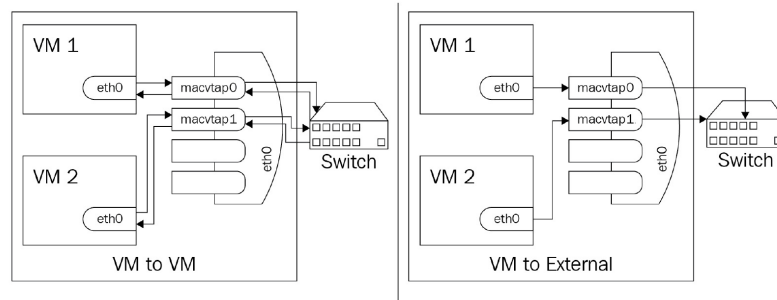 VM 1
eth0
macvtap0
macvtap1
eth0
Switch
VM 2
eth0
VM to VM
VM 1
eth0
macvtap0
macvtap1
eth0
Switch
VM 2
eth0
VM to External